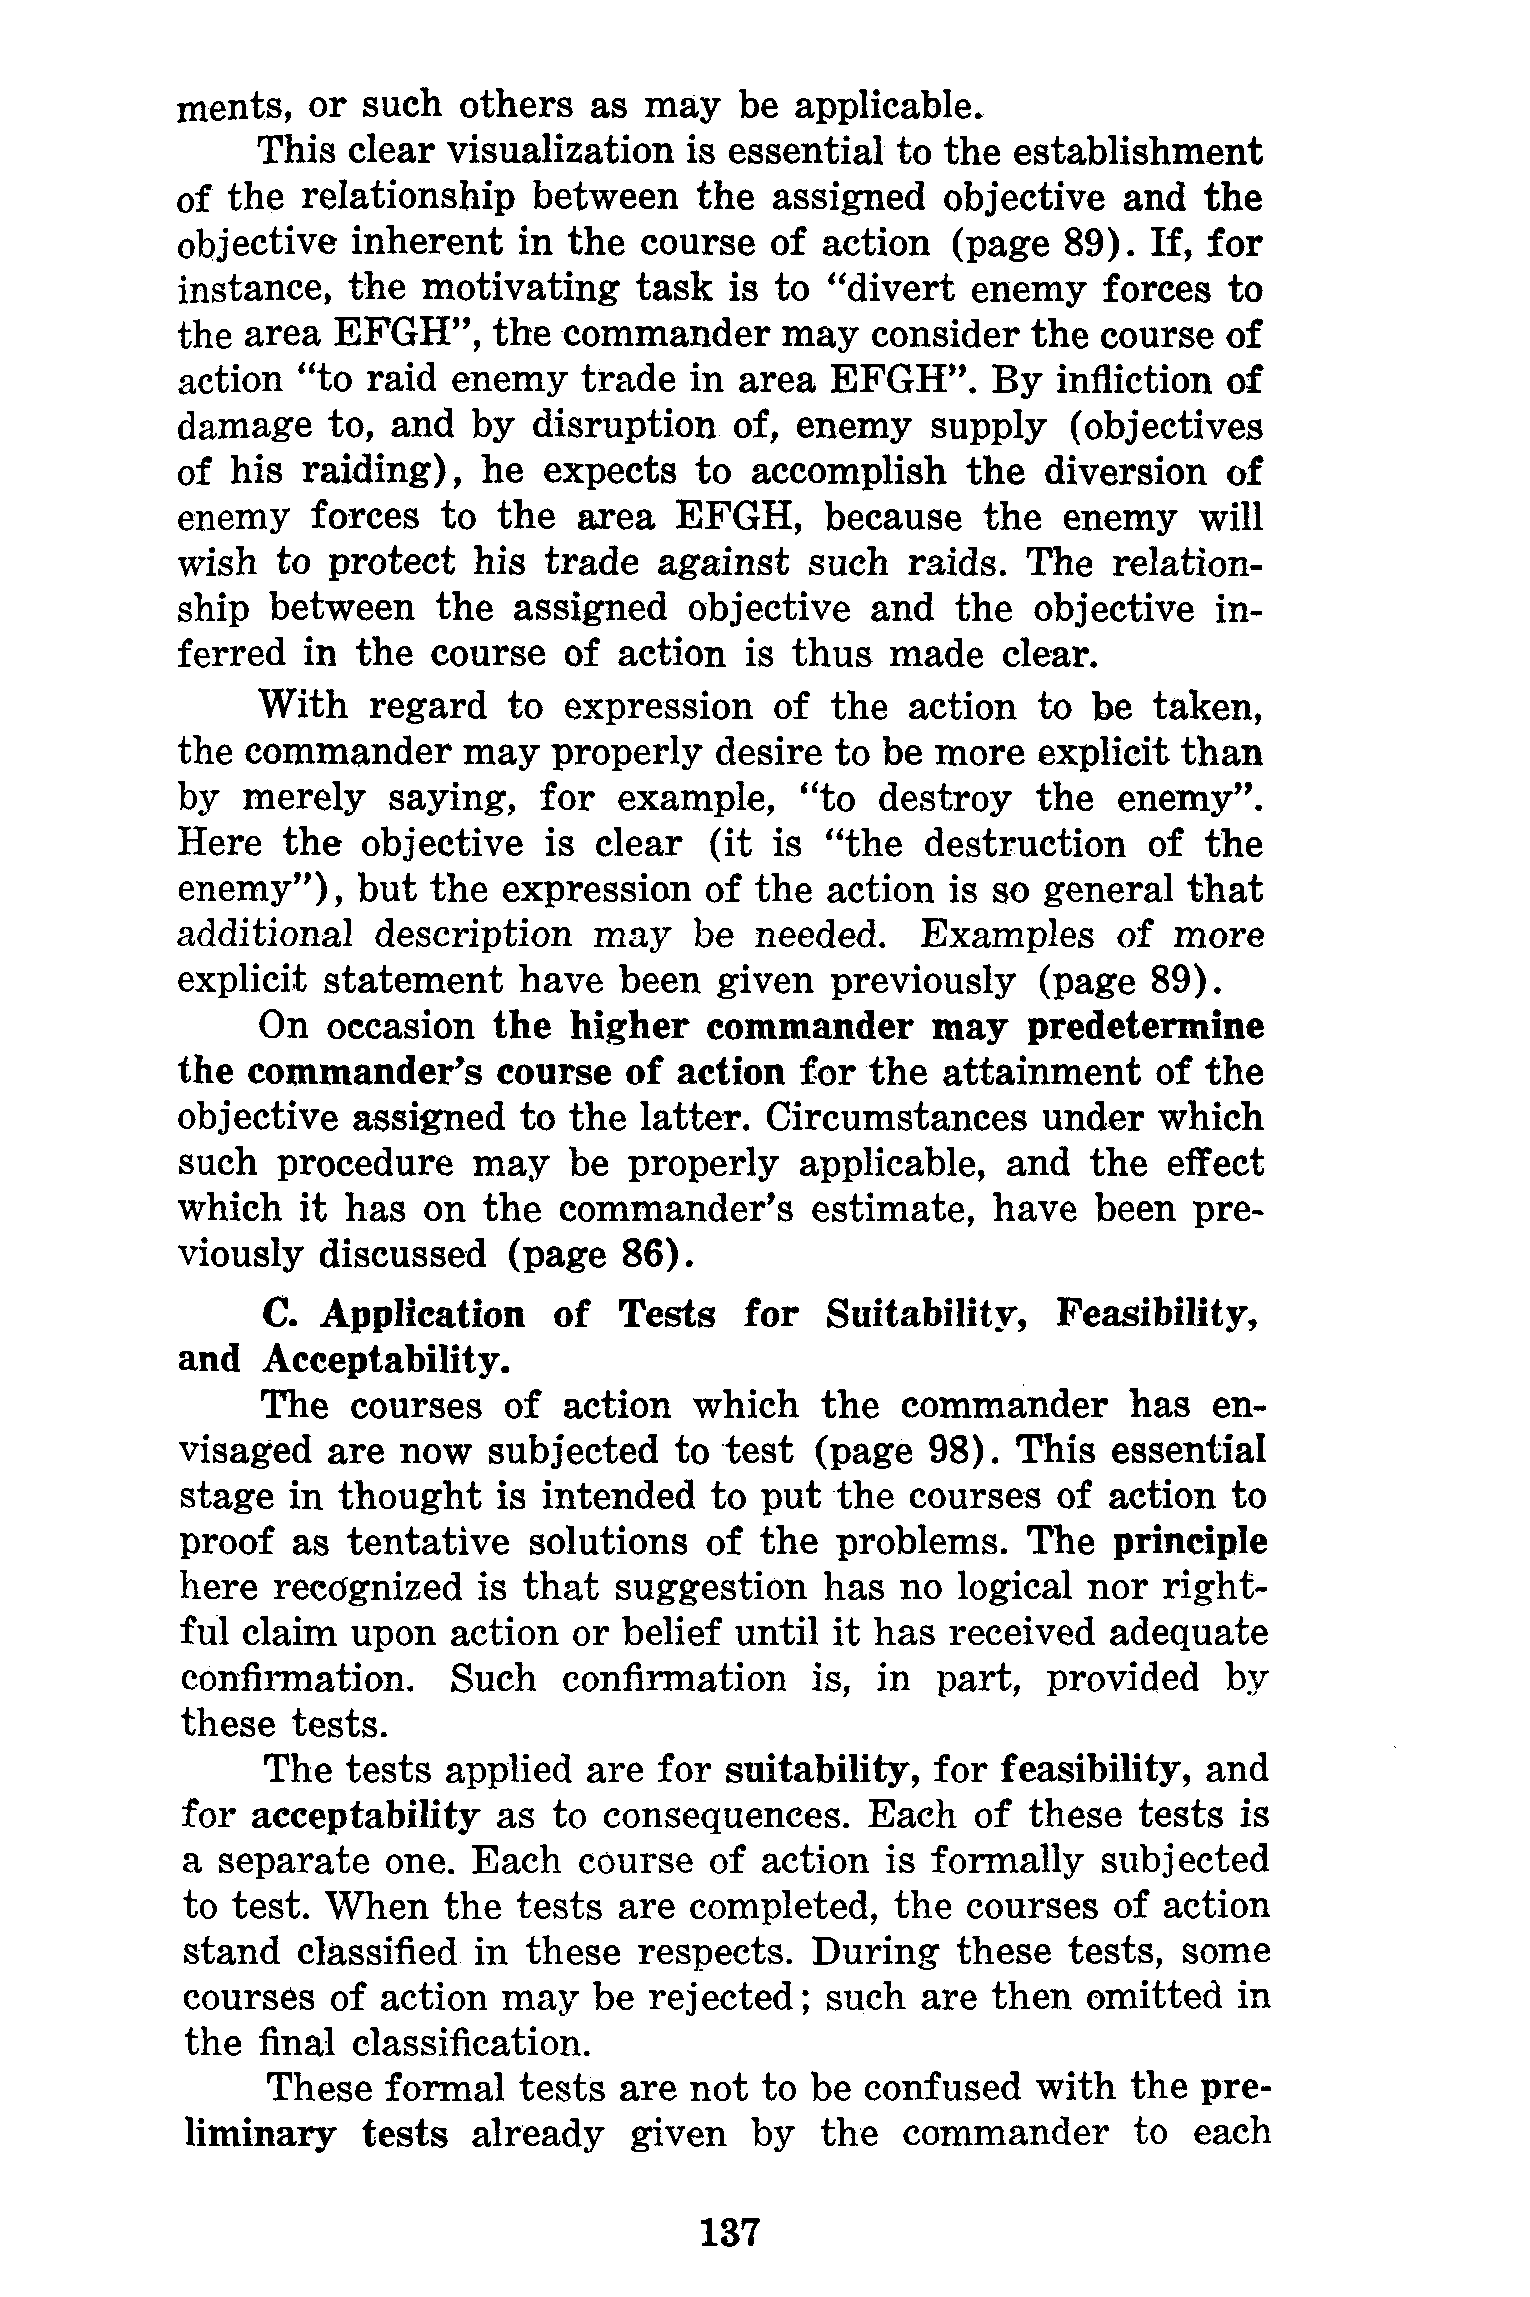 ments, or such others as may be applicable.
This clear visualization is essential to the establishment
of the relationship between the assigned objective and the
objective inherent in the course of action (page 89). If, for
instance, the motivating task is to “divert enemy forces to
the area EFGH”, the commander may consider the course of
action “to raid enemy trade in area EFGH”. By infliction of
damage to, and by disruption of, enemy supply (objectives
of his raiding), he expects to accomplish the diversion of
enemy forces to the area EFGH, because the enemy will
wish to protect his trade against such raids. The relation-
ship between the assigned objective and the objective in-
ferred in the course of action is thus made clear.
With regard to expression of the action to be taken,
the commander may properly desire to be more explicit than
by merely saying, for example, “to destroy the enemy”.
Here the objective is clear (it is “the destruction of the
enemy”), but the expression of the action is so general that
additional description may be needed. Examples of more
explicit statement have been given previously (page 89).
On occasion the higher commander may predetermine
the commander’s course of action for the attainment of the
objective assigned to the latter. Circumstances under which
such procedure may be properly applicable, and the effect
which it has on the commander’s estimate, have been pre-
viously discussed (page 86).
C. Application of Tests for Suitability, Feasibility,
and Acceptability.
The courses of action which the commander has en-
visaged are now subjected to test (page 98). This essential
stage in thought is intended to put the courses of action to
proof as tentative solutions of the problems. The principle
here recognized is that suggestion has no logical nor right-
ful claim upon action or belief until it has received adequate
confirmation. Such confirmation is, in part, provided by
these tests.
The tests applied are for suitability, for feasibility, and
for acceptability as to consequences. Each of these tests is
a separate one. Each course of action is formally subjected
to test. When the tests are completed, the courses of action
stand classified in these respects. During these tests, some
courses of action may be rejected; such are then omitted in
the final classification.
These formal tests are not to be confused with the pre-
liminary tests already given by the commander to each
137